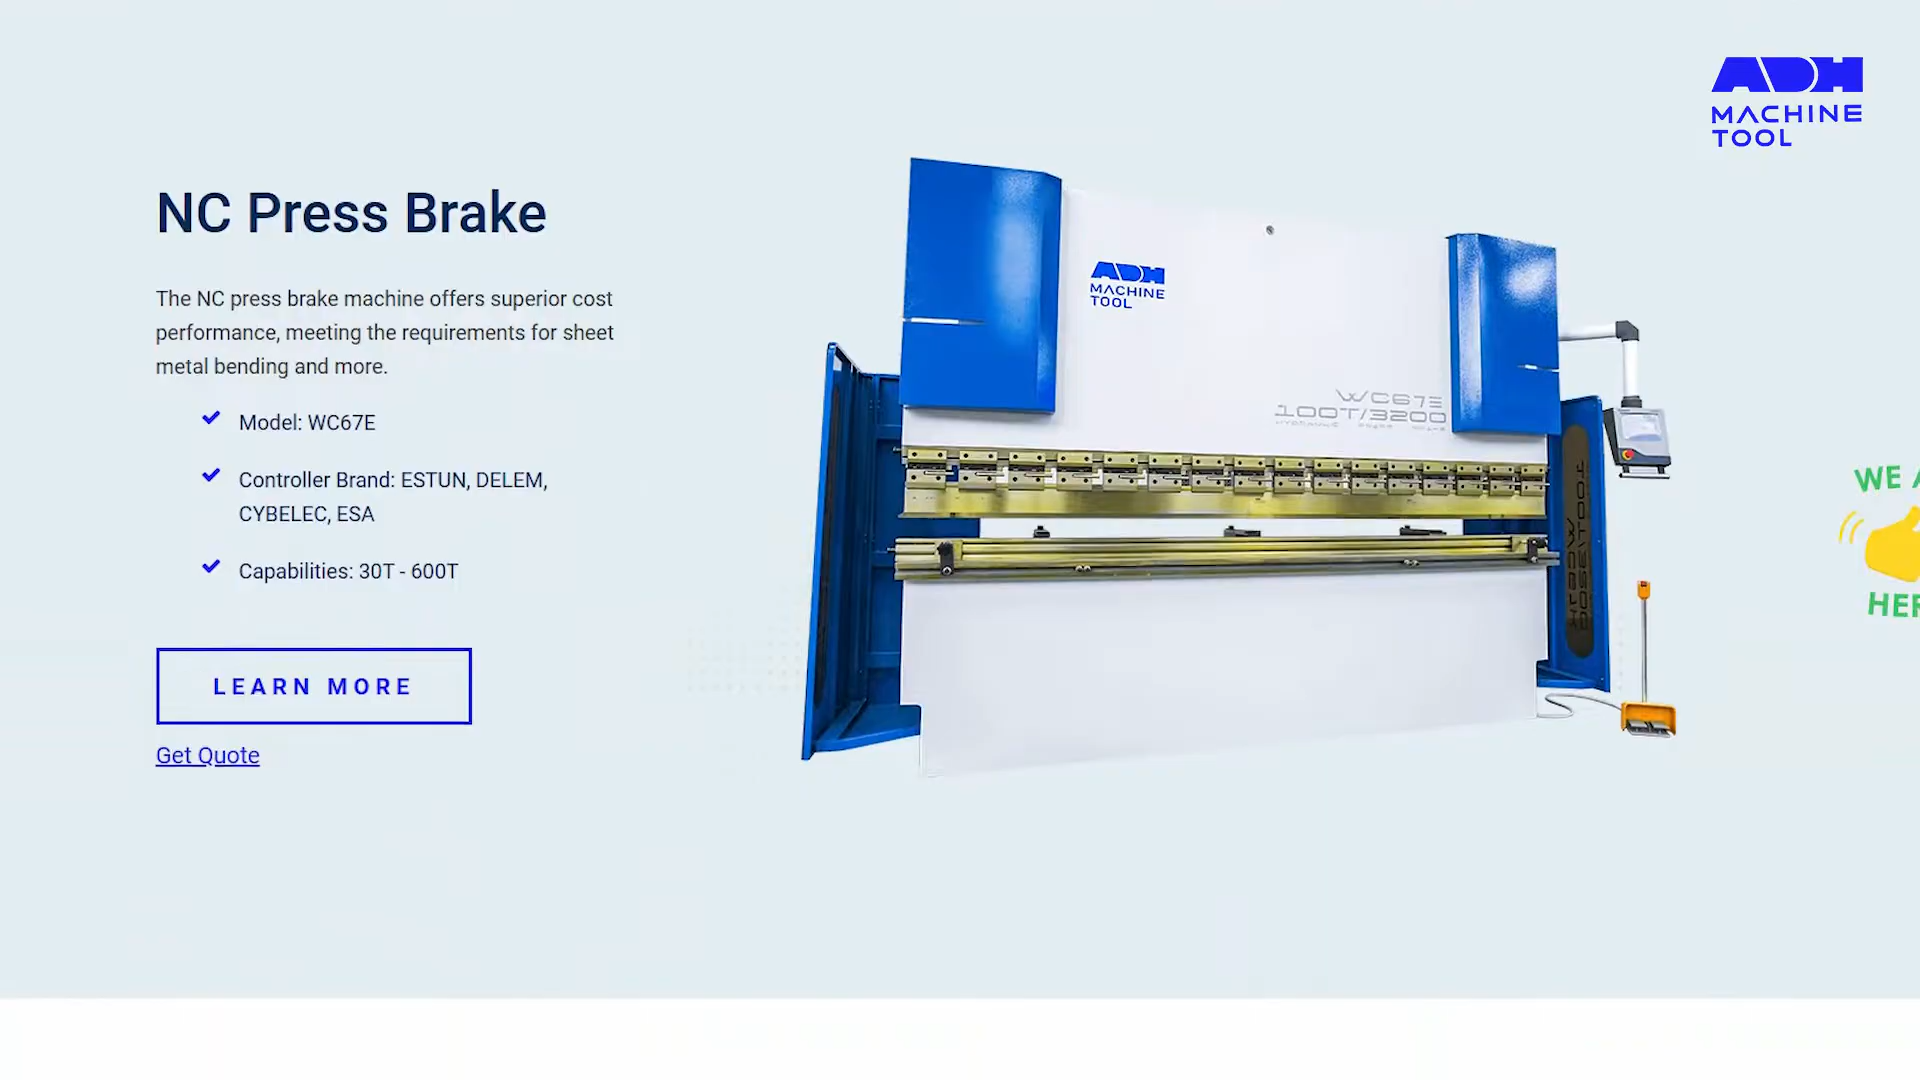 ADH
MACHINE
TOOL
NC Press Brake
The NC press brake machine offers superior cost
performance, meeting the requirements for sheet
metal bending and more.
Model: WC67E
Controller Brand: ESTUN, DELEM,
CYBELEC, ESA
Capabilities: 30T - 600T
LEARN MORE
Get Quote
ADH
MACHINE
TOOL
WC67E
100T/3200
WE